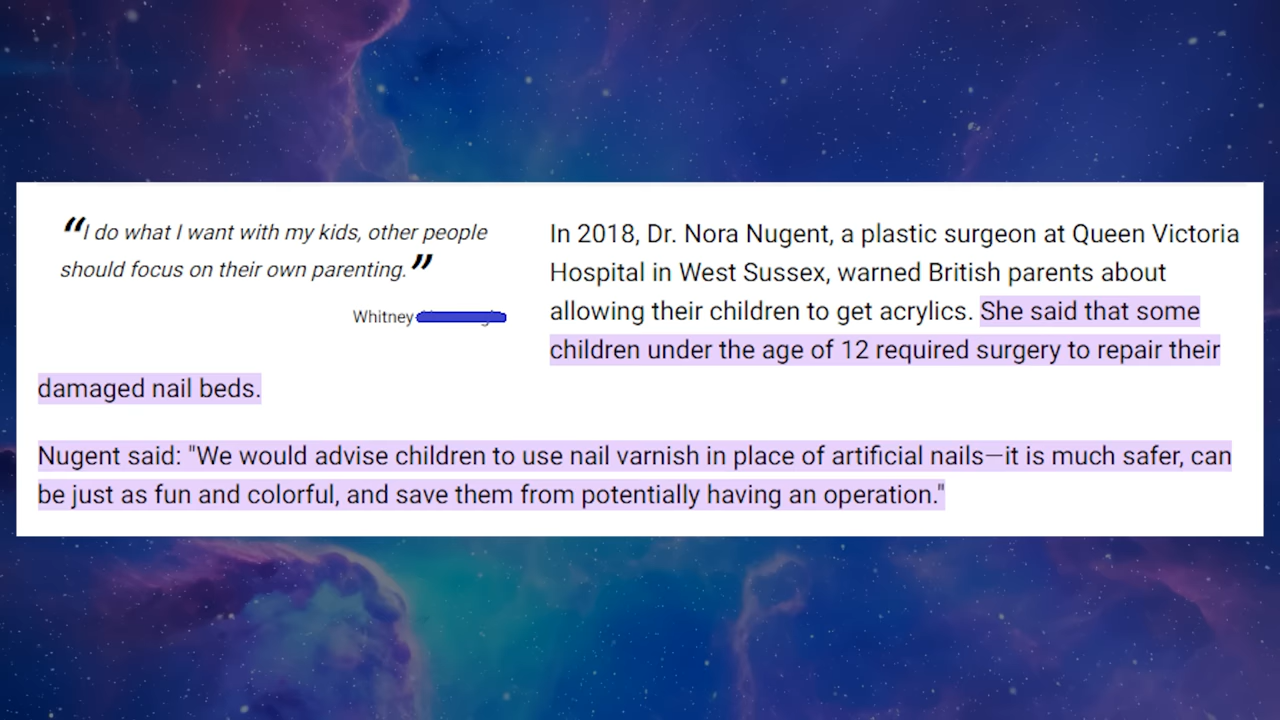 “I do what I want with my kids, other people
should focus on their own parenting.”
Whitney
In 2018, Dr. Nora Nugent, a plastic surgeon at Queen Victoria
Hospital in West Sussex, warned British parents about
allowing their children to get acrylics. She said that some
children under the age of 12 required surgery to repair their
damaged nail beds.
Nugent said: "We would advise children to use nail varnish in place of artificial nails—it is much safer, can
be just as fun and colorful, and save them from potentially having an operation."